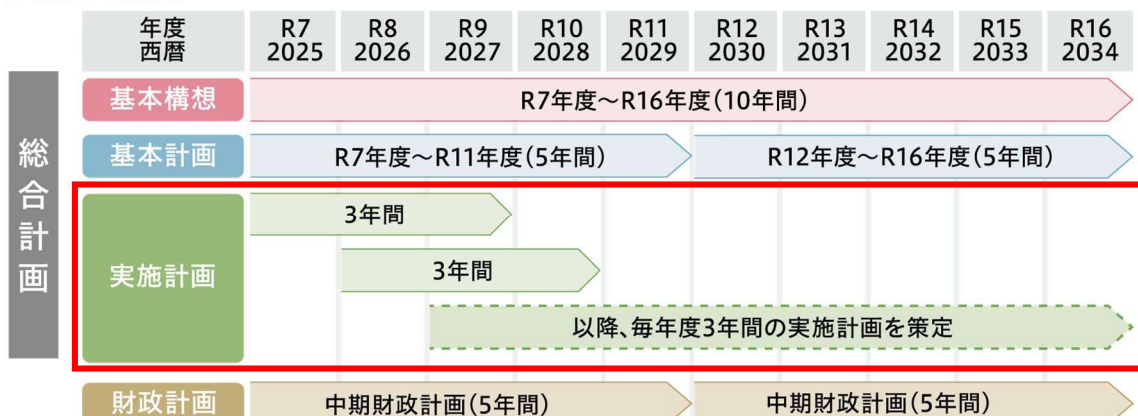 年度 R7 R8 R9 R10 R11 R12 R13 R14 R15 R16
西暦 2025 2026 2027 2028 2029 2030 2031 2032 2033 2034
総合計画
基本構想 R7年度～R16年度(10年間)
基本計画 R7年度～R11年度(5年間) R12年度～R16年度(5年間)
実施計画
3年間
3年間
以降、毎年度3年間の実施計画を策定
財政計画 中期財政計画(5年間) 中期財政計画(5年間)